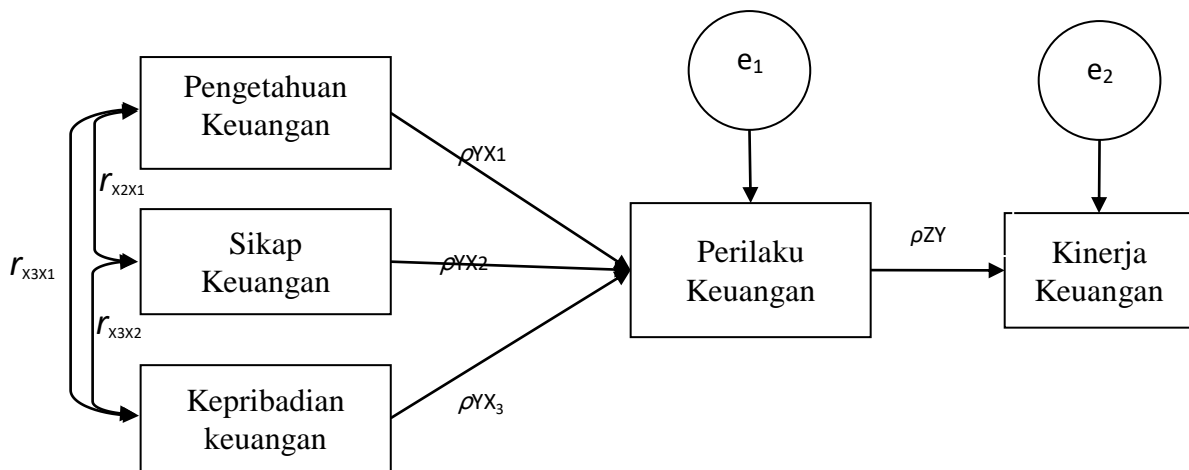 e1
e2
Pengetahuan
Keuangan
ρYX1
rX2X1
Sikap
Keuangan
ρYX2
rX3X1
rX3X2
Perilaku
Keuangan
ρZY
Kinerja
Keuangan
Kepribadian
keuangan
ρYX3